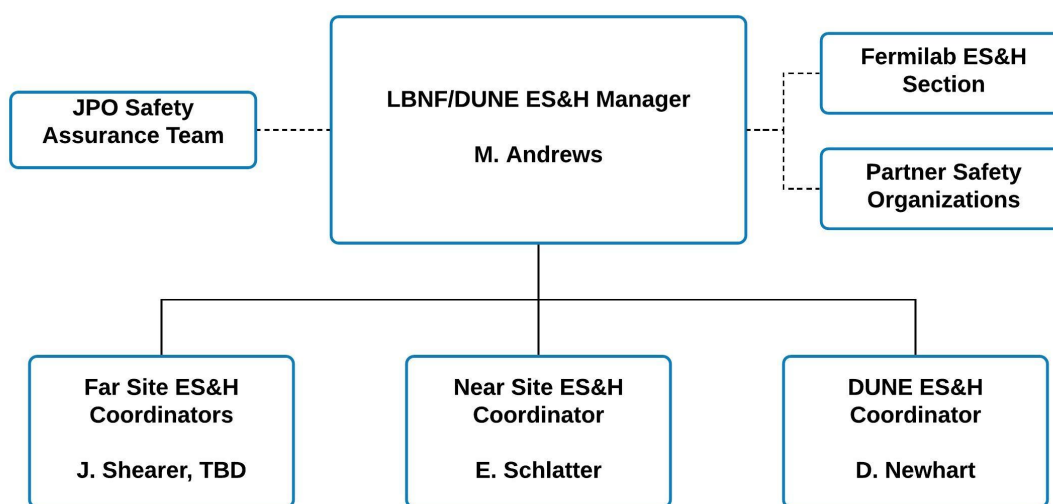 JPO Safety
Assurance Team
LBNF/DUNE ES&H Manager
M. Andrews
Fermilab ES&H
Section
Partner Safety
Organizations
Far Site ES&H
Coordinators
J. Shearer, TBD
Near Site ES&H
Coordinator
E. Schlatter
DUNE ES&H
Coordinator
D. Newhart